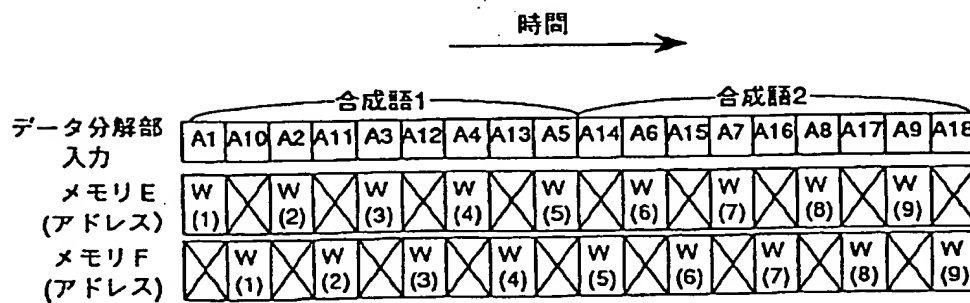 時間
合成語1 合成語2
データ分解部
入力
A1 A10 A2 A11 A3 A12 A4 A13 A5 A14 A6 A15 A7 A16 A8 A17 A9 A18
メモリE
(アドレス)
W W W W W W W W W
(1) (2) (3) (4) (5) (6) (7) (8) (9)
メモリF
(アドレス)
W W W W W W W W W
(1) (2) (3) (4) (5) (6) (7) (8) (9)